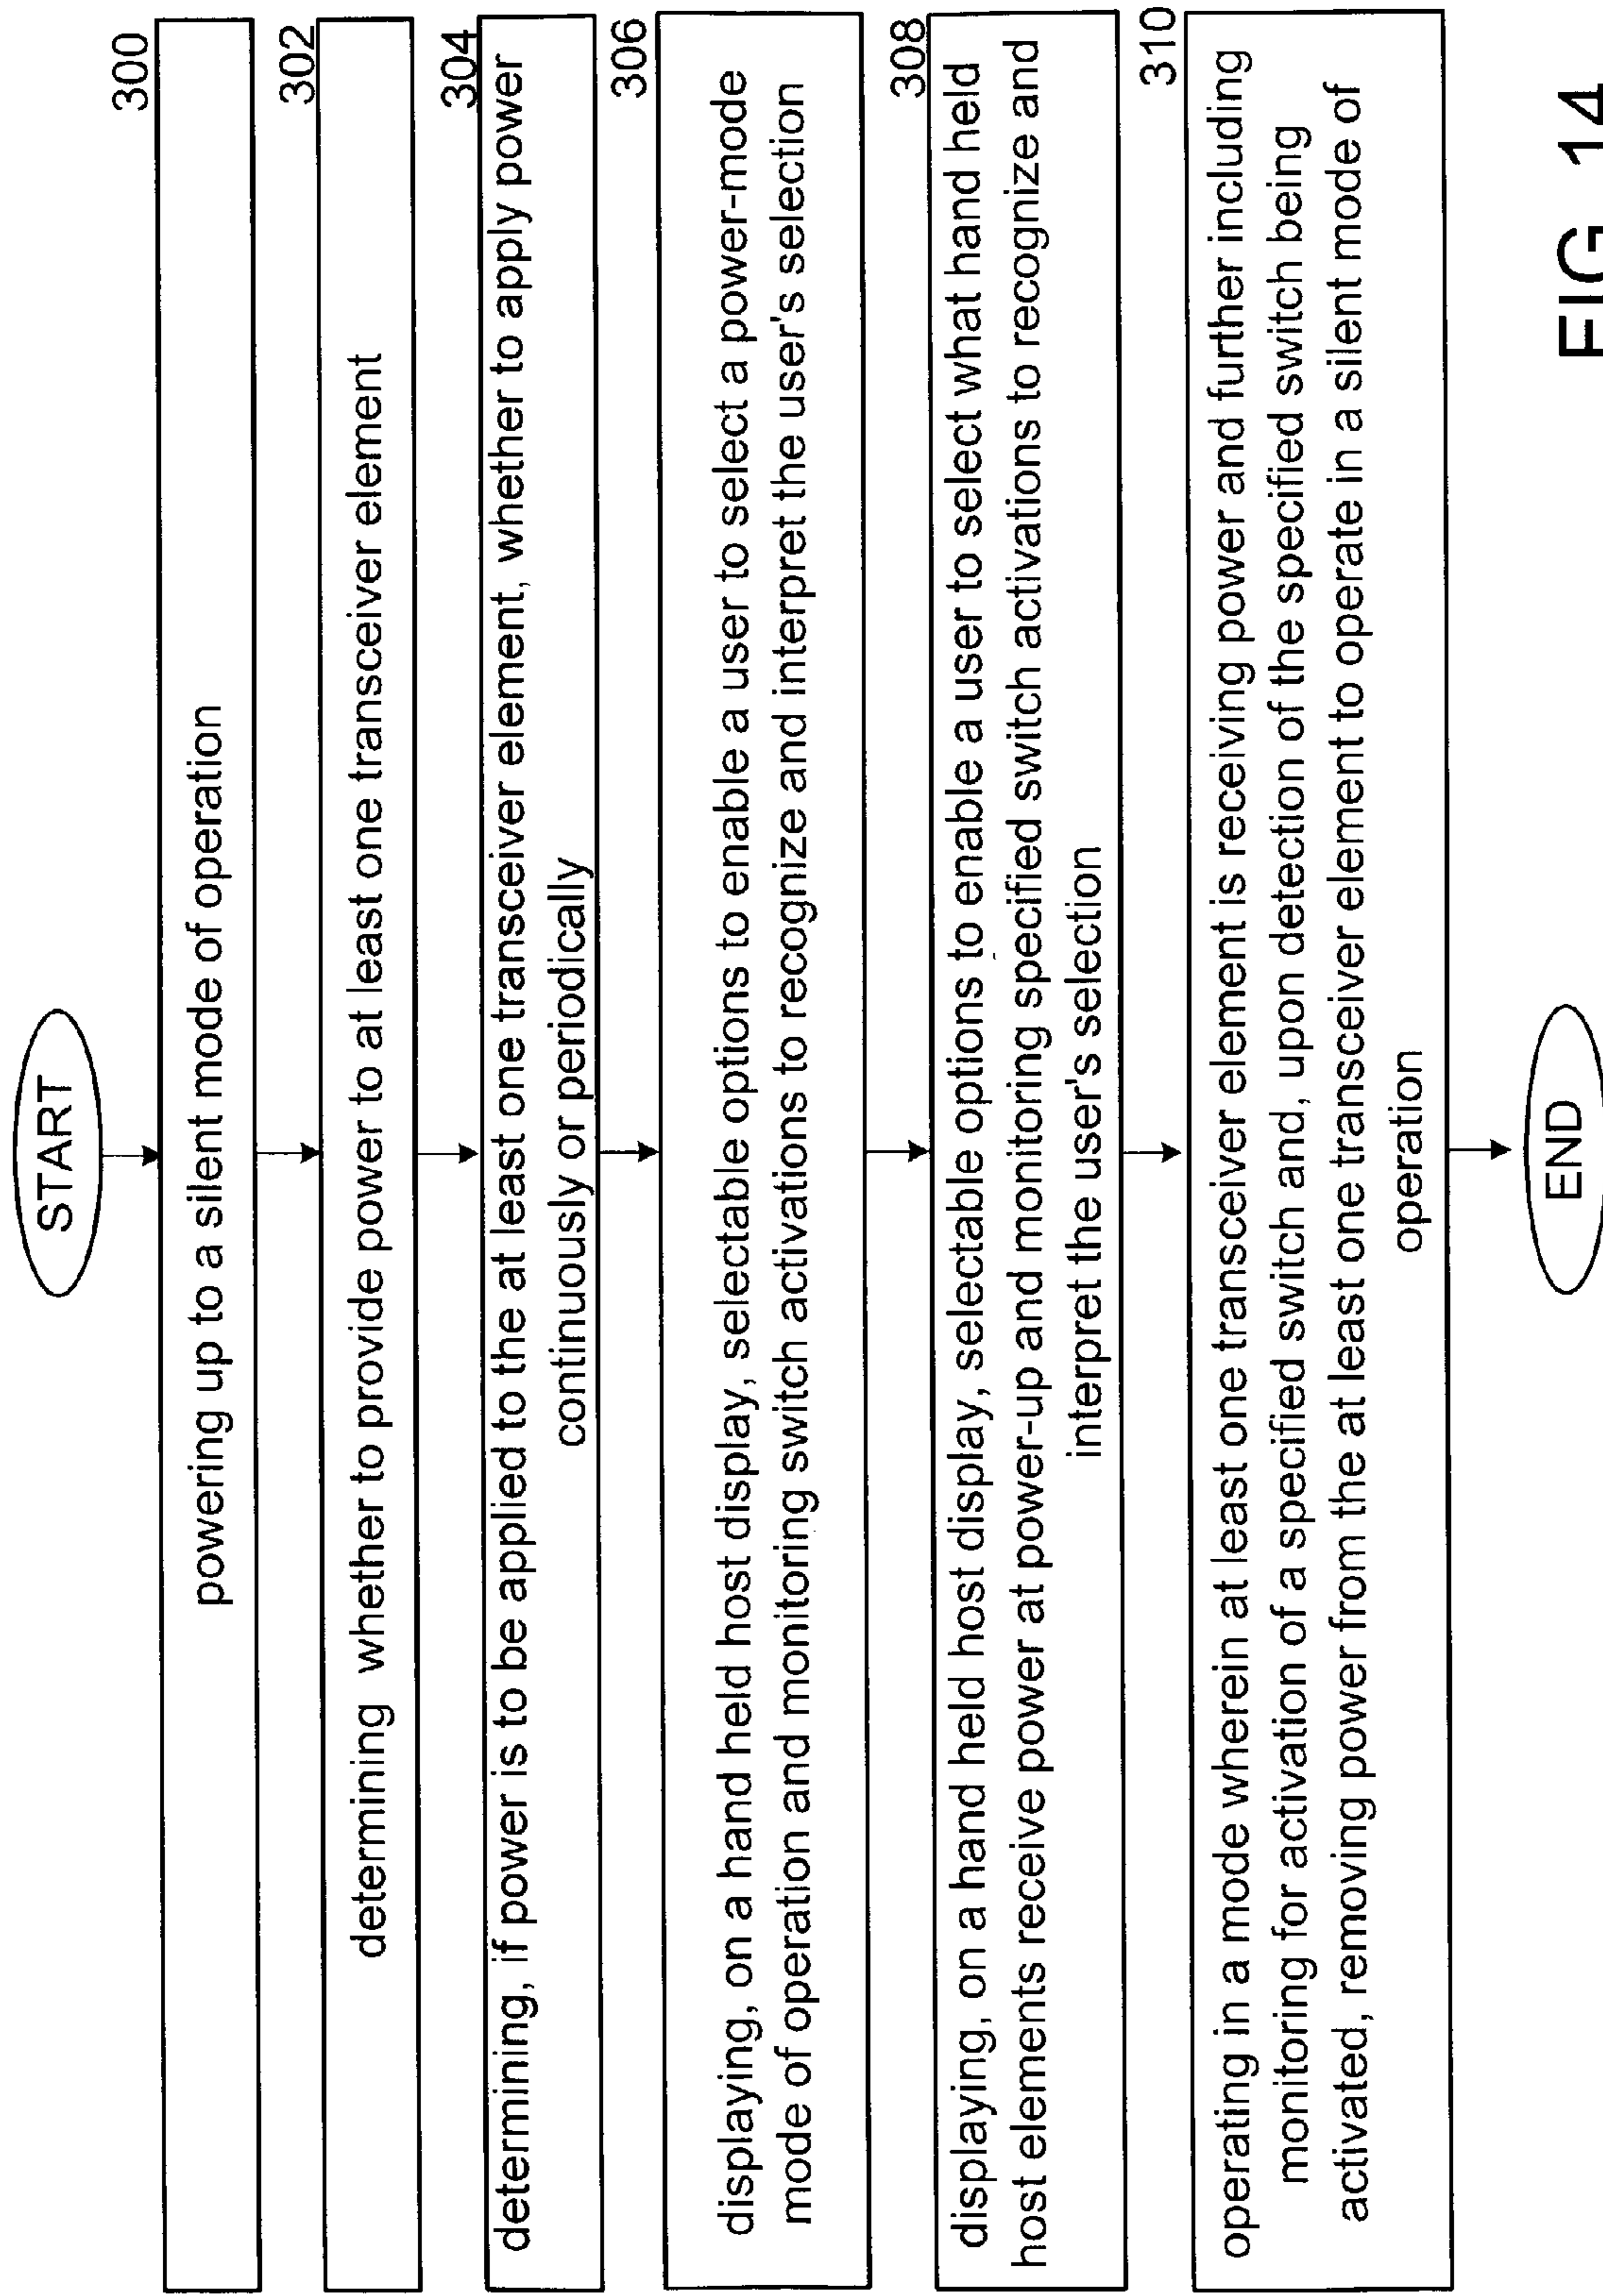 START
300
powering up to a silent mode of operation
302
determining whether to provide power to at least one transceiver element
304
determining, if power is to be applied to the at least one transceiver element, whether to apply power
continuously or periodically
306
displaying, on a hand held host display, selectable options to enable a user to select a power-mode
mode of operation and monitoring switch activations to recognize and interpret the user's selection
308
displaying, on a hand held host display, selectable options to enable a user to select what hand held
host elements receive power at power-up and monitoring specified switch activations to recognize and
interpret the user's selection
310
operating in a mode wherein at least one transceiver element is receiving power and further including
monitoring for activation of a specified switch and, upon detection of the specified switch being
activated, removing power from the at least one transceiver element to operate in a silent mode of
operation
END
FIG. 14